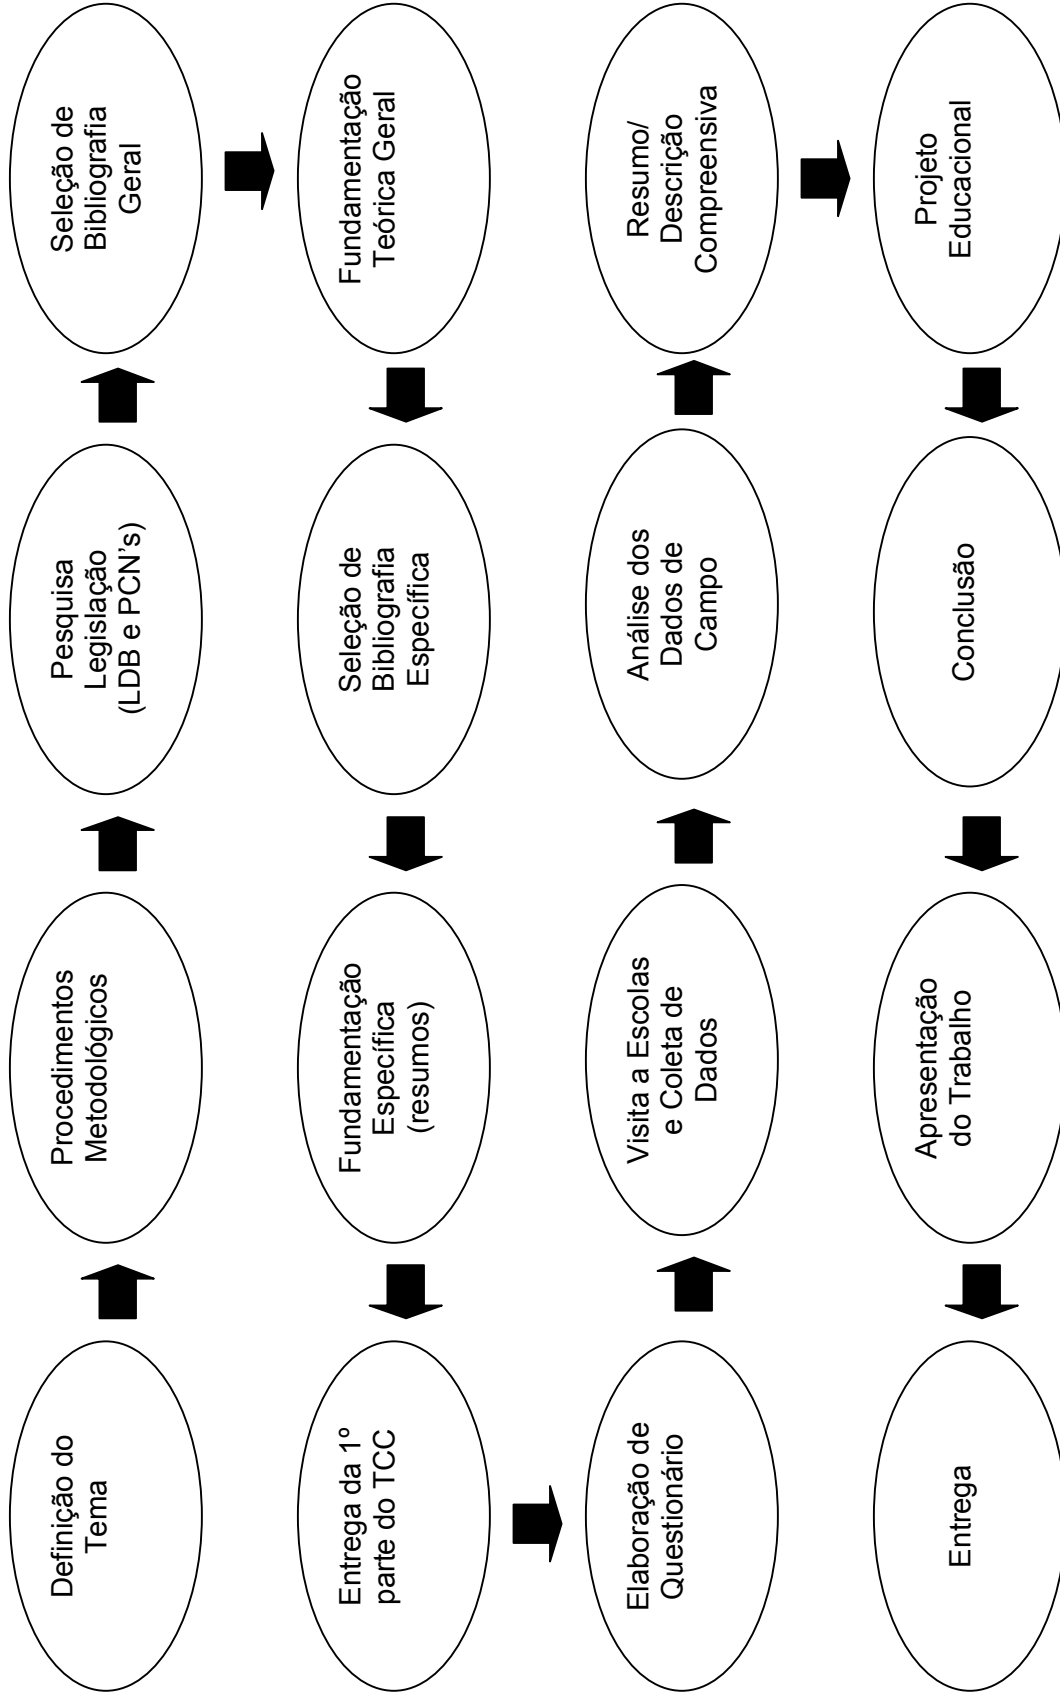 Definição do
Tema
Procedimentos
Metodológicos
Pesquisa
Legislação
(LDB e PCN’s)
Seleção de
Bibliografia
Geral
Fundamentação
Teórica Geral
Seleção de
Bibliografia
Específica
Fundamentação
Específica
(resumos)
Entrega da 1º
parte do TCC
Elaboração de
Questionário
Visita a Escolas
e Coleta de
Dados
Análise dos
Dados de
Campo
Resumo/
Descrição
Compreensiva
Projeto
Educacional
Conclusão
Apresentação
do Trabalho
Entrega